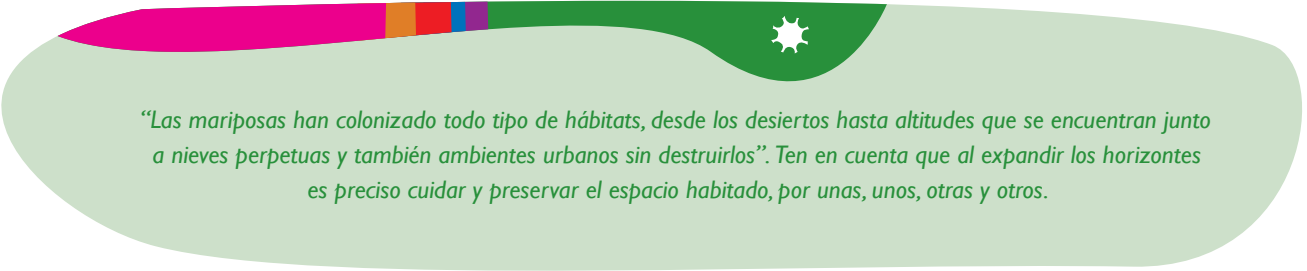 “Las mariposas han colonizado todo tipo de hábitats, desde los desiertos hasta altitudes que se encuentran junto
a nieves perpetuas y también ambientes urbanos sin destruirlos”. Ten en cuenta que al expandir los horizontes
es preciso cuidar y preservar el espacio habitado, por unas, unos, otras y otros.